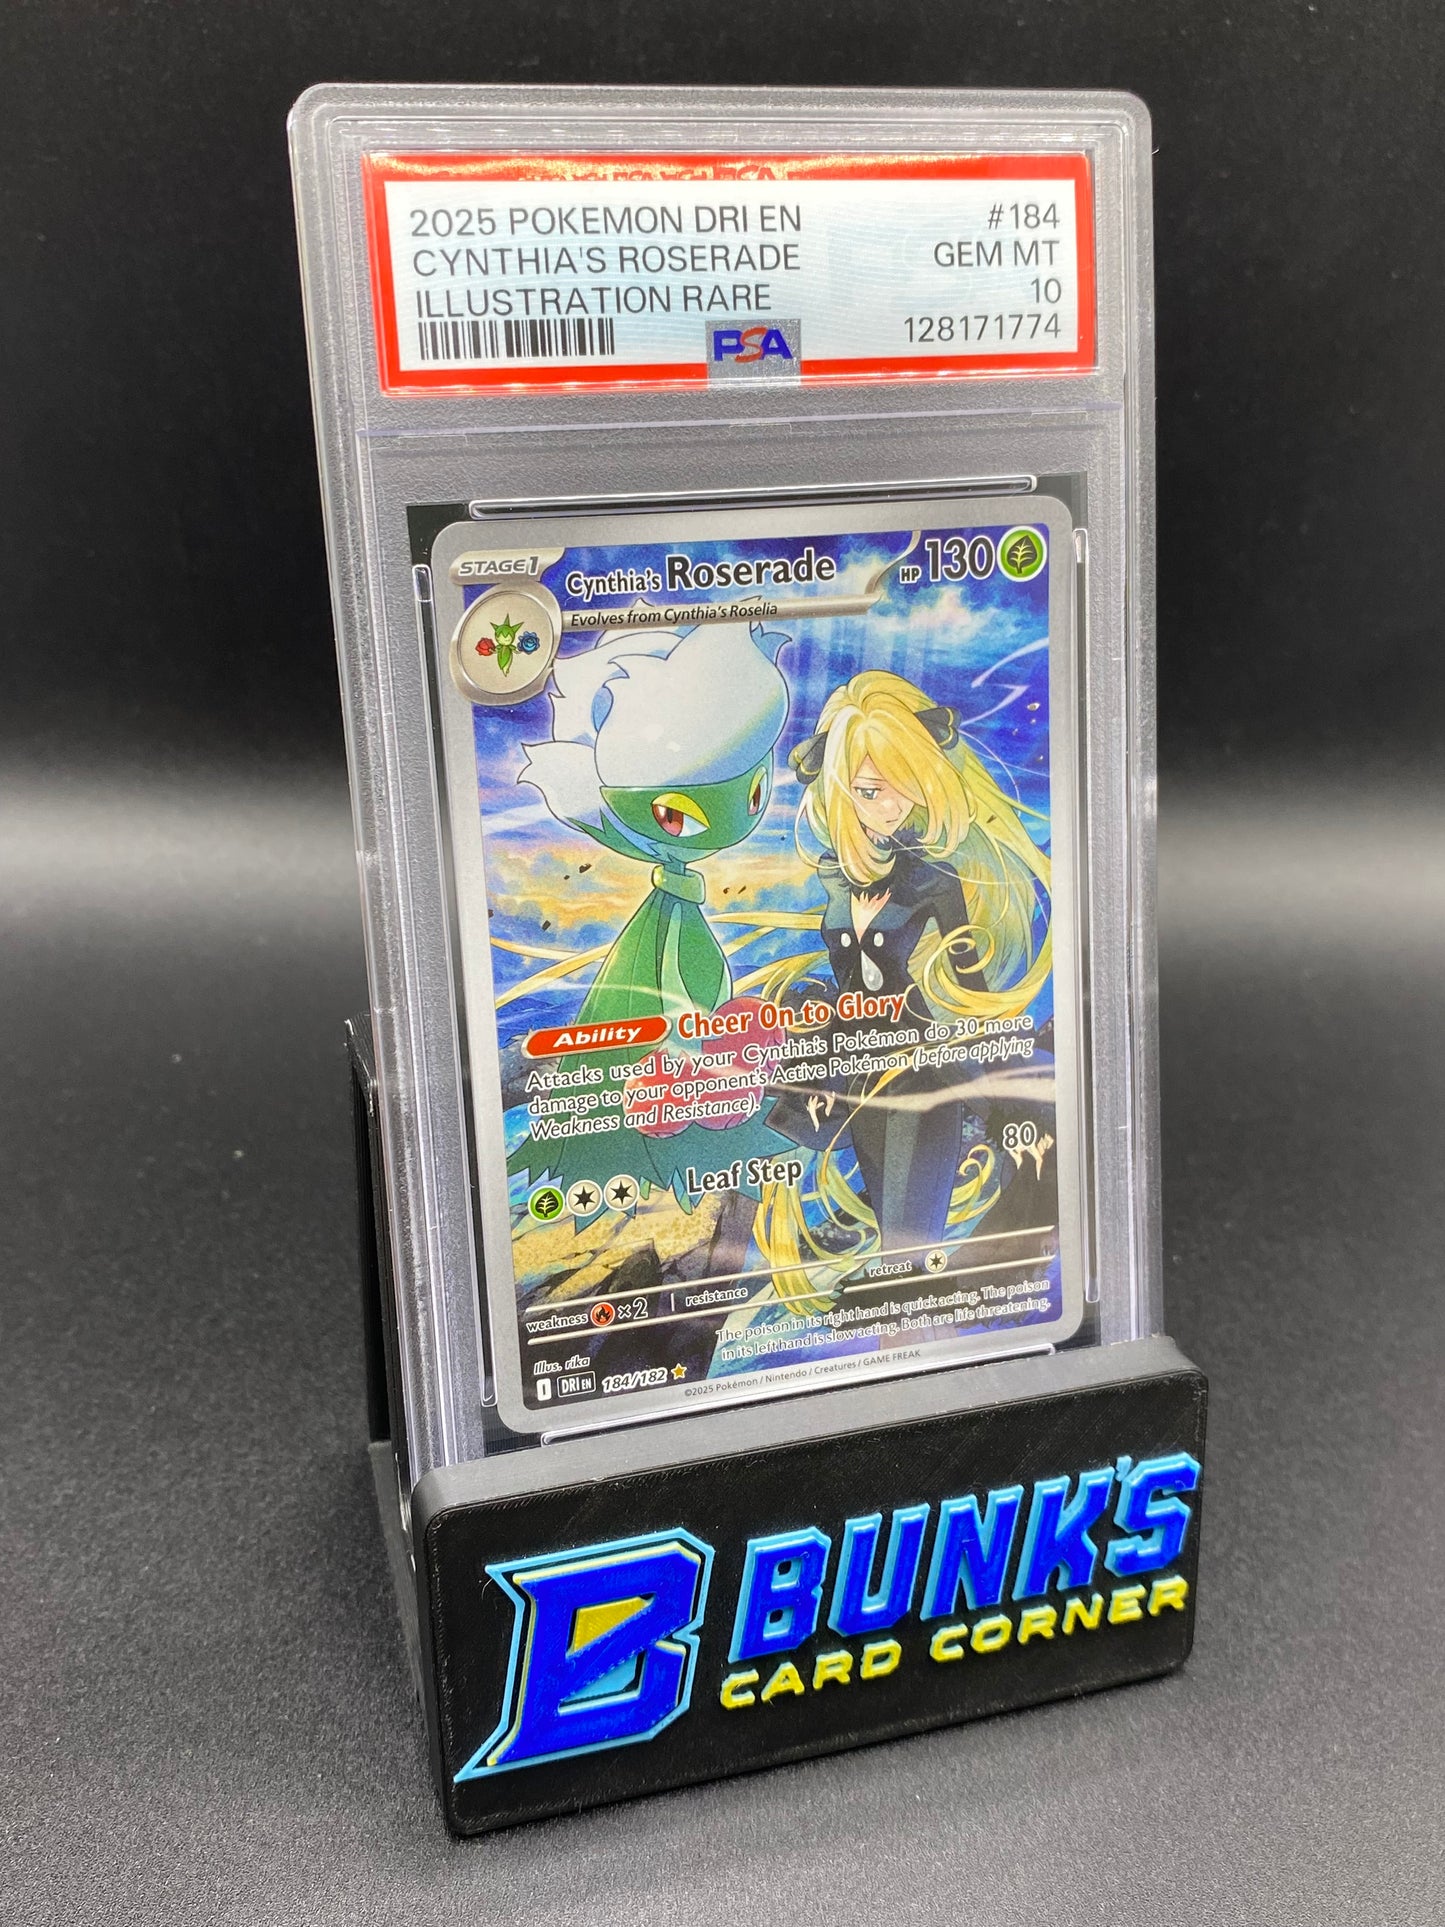 2025 POKEMON DRI EN #184
CYNTHIA'S ROSERADE GEM MT
ILLUSTRATION RARE 10
PSA 128171774
STAGE 1 Cynthia's Roserade HP 130
Evolves from Cynthia's Roselia
Ability Cheer On to Glory
Attacks used by your Cynthia's Pokémon do 30 more
damage to your opponent's Active Pokémon (before applying
Weakness and Resistance).
Leaf Step 80
weakness ×2 resistance retreat
The poison in its right hand is quick acting. The poison
in its left hand is slow acting. Both are life threatening.
Illus. rika
I DRI EN 184/182
©2025 Pokémon / Nintendo / Creatures / GAME FREAK
B BUNK'S
CARD CORNER